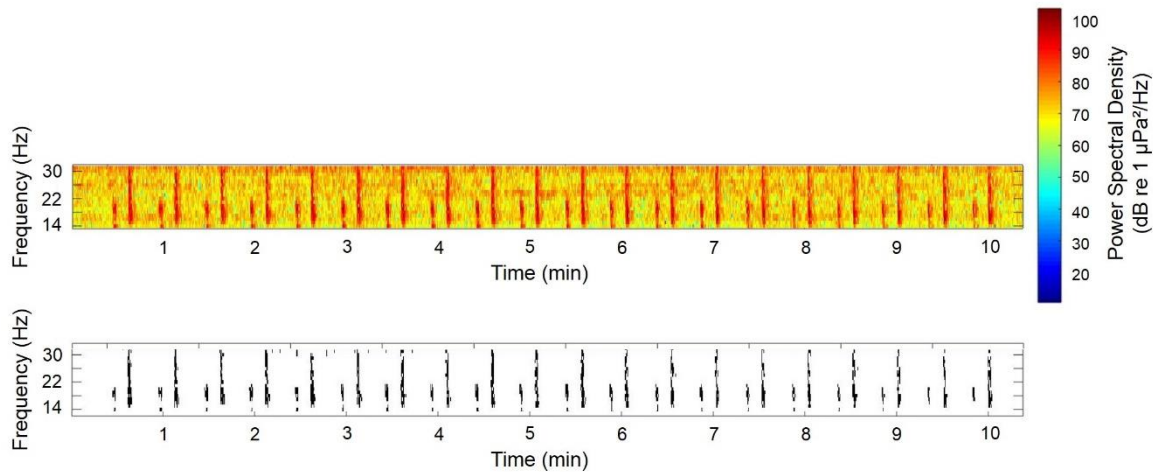 100
90
80
70
60
50
40
30
20
Power Spectral Density
(dB re 1 µPa²/Hz)
Frequency (Hz)
30
22
14
1 2 3 4 5 6 7 8 9 10
Time (min)
Frequency (Hz)
30
22
14
1 2 3 4 5 6 7 8 9 10
Time (min)